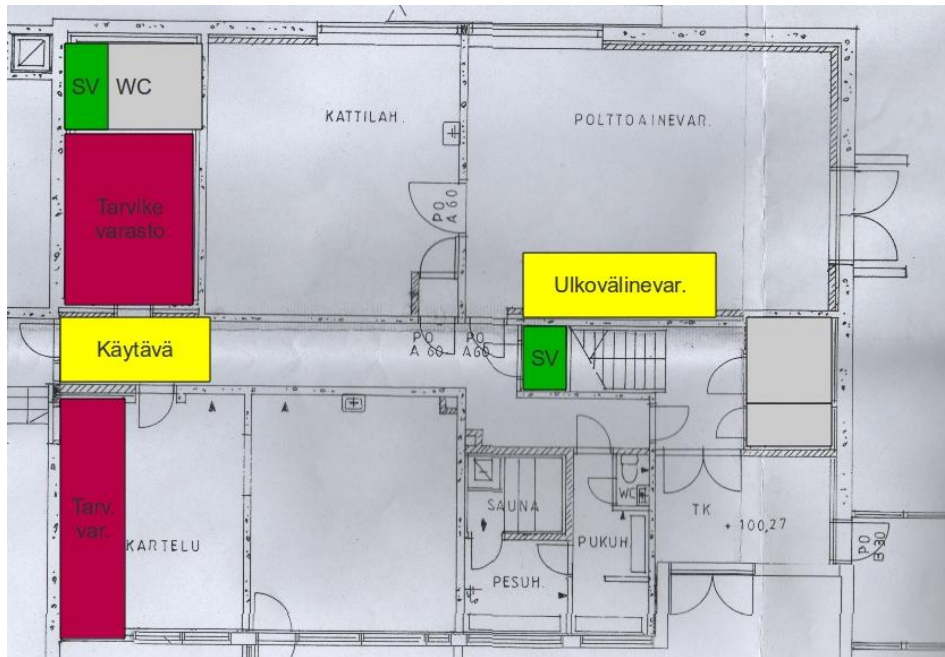 SV WC
KATTILAH.
POLTTOAINEVAR.
Tarvike
varasto
PO
A 60
Ulkovälinevar.
Käytävä
PO
A 60
PO
A60
SV
Tarv.
var.
KARTELU
SAUNA
WC
PUKUH.
PESUH.
TK
+ 100,27
PO
B 30